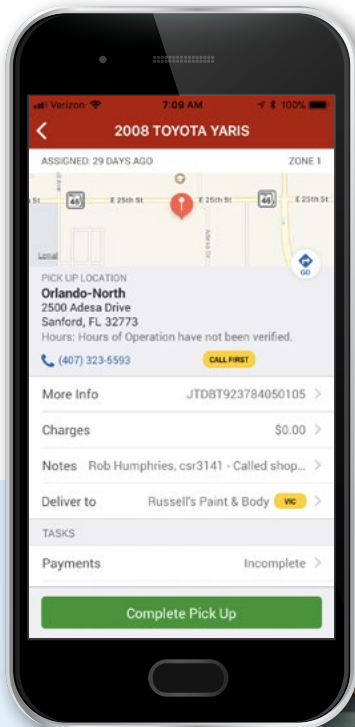 Verizon 7:09 AM 100%
2008 TOYOTA YARIS
ASSIGNED: 29 DAYS AGO ZONE 1
46 E 25th St E 25th St 46 E 25th St
Adesa Dr
Legal
GO
PICK UP LOCATION
Orlando-North
2500 Adesa Drive
Sanford, FL 32773
Hours: Hours of Operation have not been verified.
(407) 323-5593 CALL FIRST
More Info JTDBT923784050105
Charges $0.00
Notes Rob Humphries, csr3141 - Called shop...
Deliver to Russell's Paint & Body VIC
TASKS
Payments Incomplete
Complete Pick Up